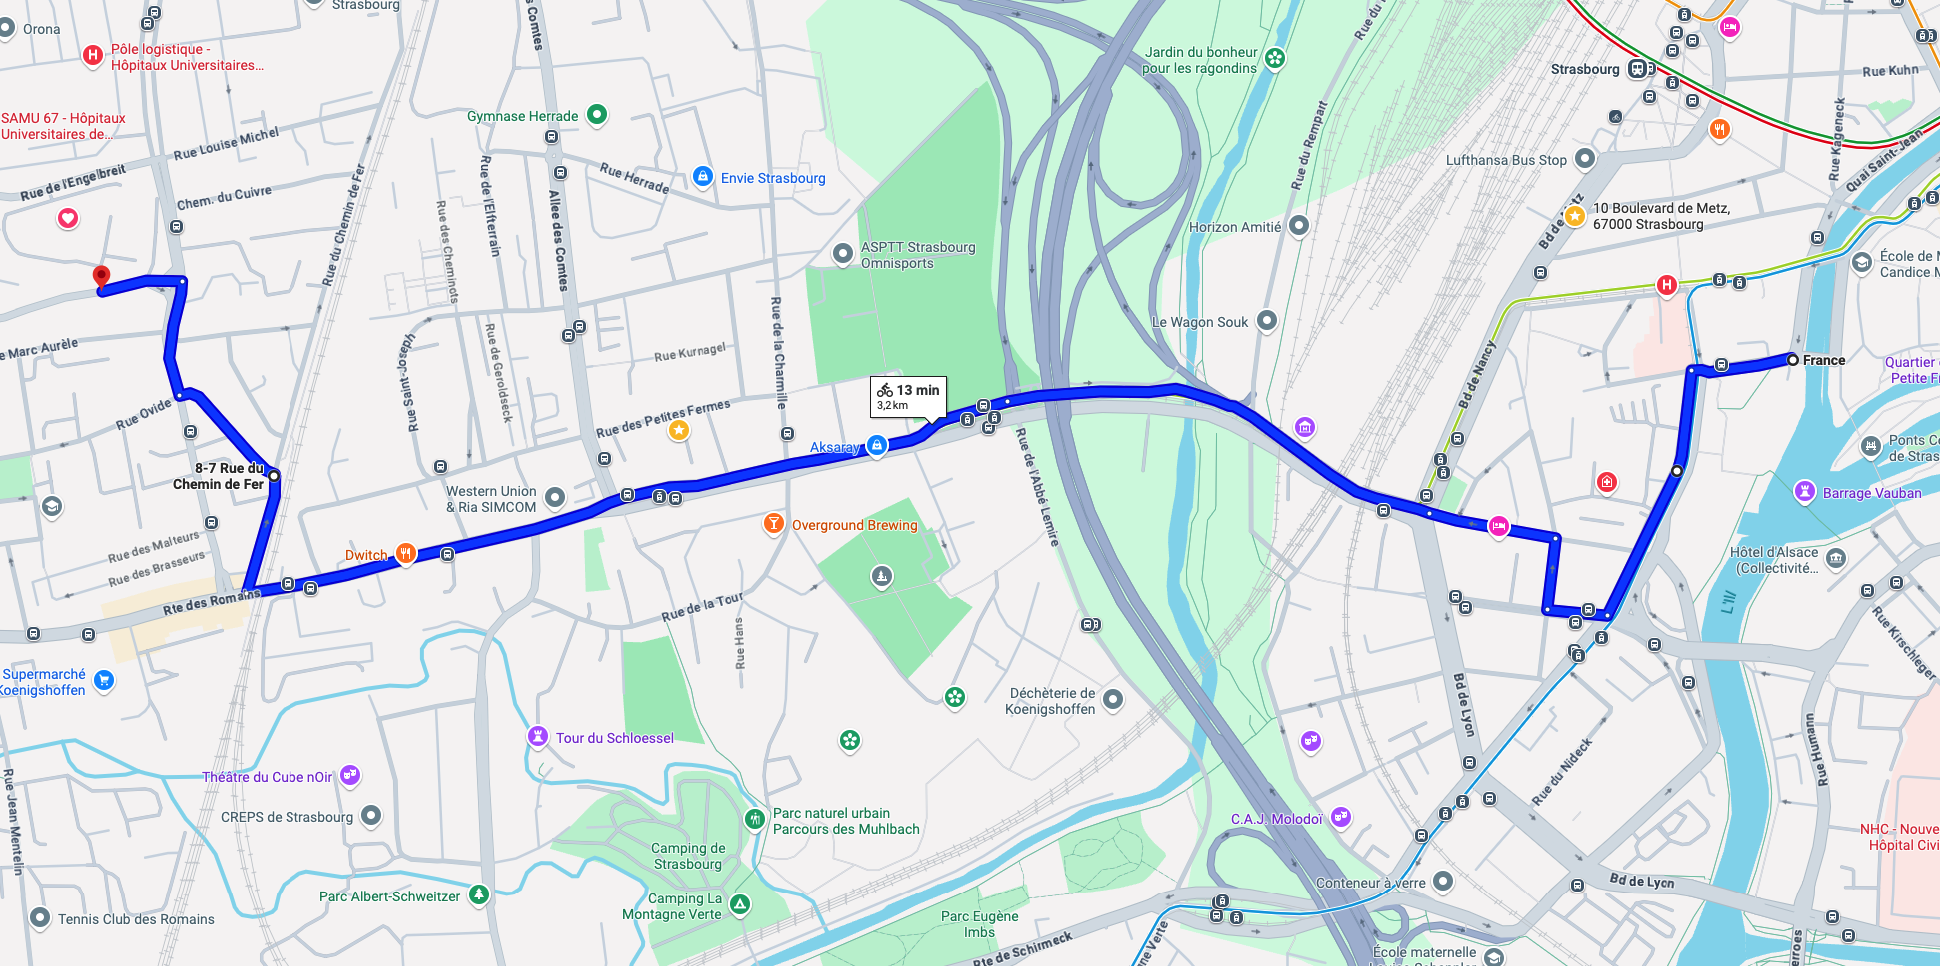 Orona
Pôle logistique -
Hôpitaux Universitaires...
SAMU 67 - Hôpitaux
Universitaires de...
Strasbourg
Comtes
Gymnase Herrade
Rue Louise Michel
Rue de l'Engelbreit
Chem. du Cuivre
Rue du Chemin de Fer
Rue des Cheminots
Rue de l'Elfterrain
Allee des Comtes
Rue Herrade
Envie Strasbourg
ASPTT Strasbourg
Omnisports
Jardin du bonheur
pour les ragondins
Rue du Rempart
Horizon Amitié
Le Wagon Souk
Strasbourg
Rue Kuhn
Rue Kageneck
Quai Saint-Jean
Lufthansa Bus Stop
Bd de Metz
10 Boulevard de Metz,
67000 Strasbourg
École de M
Candice M
Bd de Nancy
France
Quartier
Petite Fr
Ponts Co
de Stras
Barrage Vauban
Hôtel d'Alsace
(Collectivité...
L'Ill
Rue Kirschleger
Rue Humann
NHC - Nouve
Hôpital Civi
e Marc Aurèle
Rue Ovide
8-7 Rue du
Chemin de Fer
Rue Saint-Joseph
Rue de Geroldseck
Rue Kurnagel
Rue des Petites Fermes
Rue de la Charmille
13 min
3,2 km
Aksaray
Western Union
& Ria SIMCOM
Overground Brewing
Dwitch
Rue des Malteurs
Rue des Brasseurs
Rte des Romains
Rue de l'Abbé Lemire
Rue de la Tour
Rue Hans
Supermarché
Koenigshoffen
Tour du Schloessel
Théâtre du Cube nOir
CREPS de Strasbourg
Rue Jean Mentelin
Parc Albert-Schweitzer
Tennis Club des Romains
Déchèterie de
Koenigshoffen
Parc naturel urbain
Parcours des Muhlbach
Camping de
Strasbourg
Camping La
Montagne Verte
Parc Eugène
Imbs
Rte de Schirmeck
C.A.J. Molodoï
Conteneur à verre
École maternelle
Bd de Lyon
Rue du Nideck
Bd de Lyon